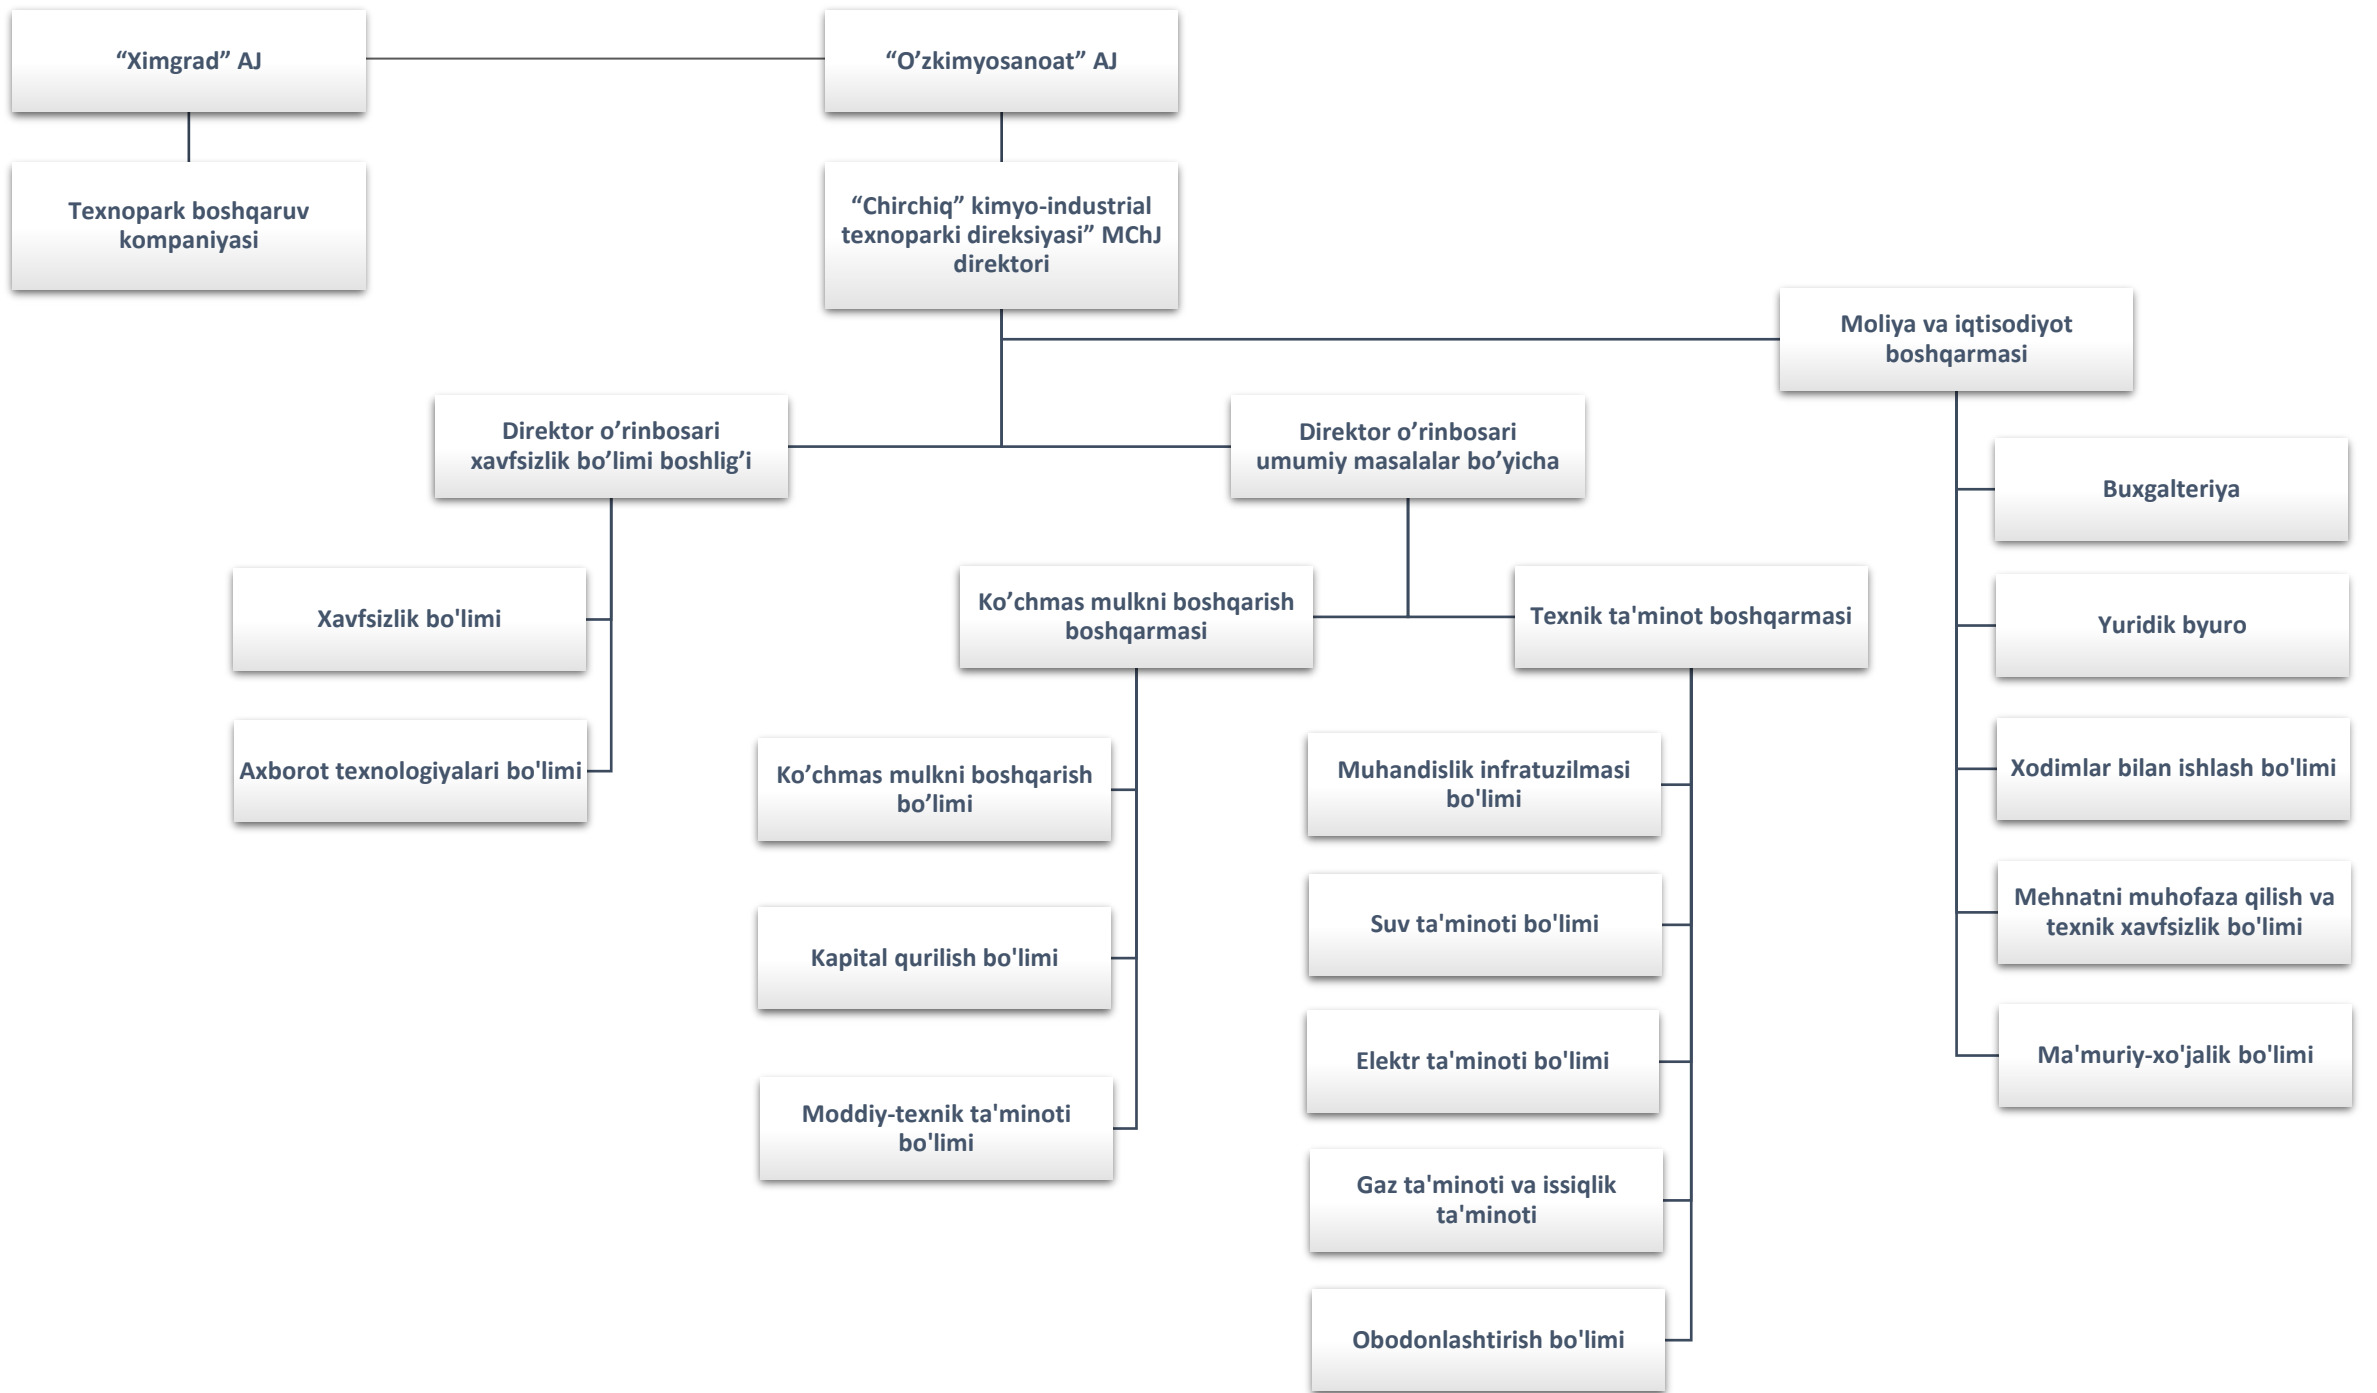 “Ximgrad” AJ
“O’zkimyosanoat” AJ
Texnopark boshqaruv
kompaniyasi
“Chirchiq” kimyo-industrial
texnoparki direksiyasi” MChJ
direktori
Moliya va iqtisodiyot
boshqarmasi
Direktor o’rinbosari
xavfsizlik bo’limi boshlig’i
Direktor o’rinbosari
umumiy masalalar bo’yicha
Xavfsizlik bo'limi
Axborot texnologiyalari bo'limi
Ko’chmas mulkni boshqarish
boshqarmasi
Texnik ta'minot boshqarmasi
Ko’chmas mulkni boshqarish
bo’limi
Kapital qurilish bo'limi
Moddiy-texnik ta'minoti
bo'limi
Muhandislik infratuzilmasi
bo'limi
Suv ta'minoti bo'limi
Elektr ta'minoti bo'limi
Gaz ta'minoti va issiqlik
ta'minoti
Obodonlashtirish bo'limi
Buxgalteriya
Yuridik byuro
Xodimlar bilan ishlash bo'limi
Mehnatni muhofaza qilish va
texnik xavfsizlik bo'limi
Ma'muriy-xo'jalik bo'limi